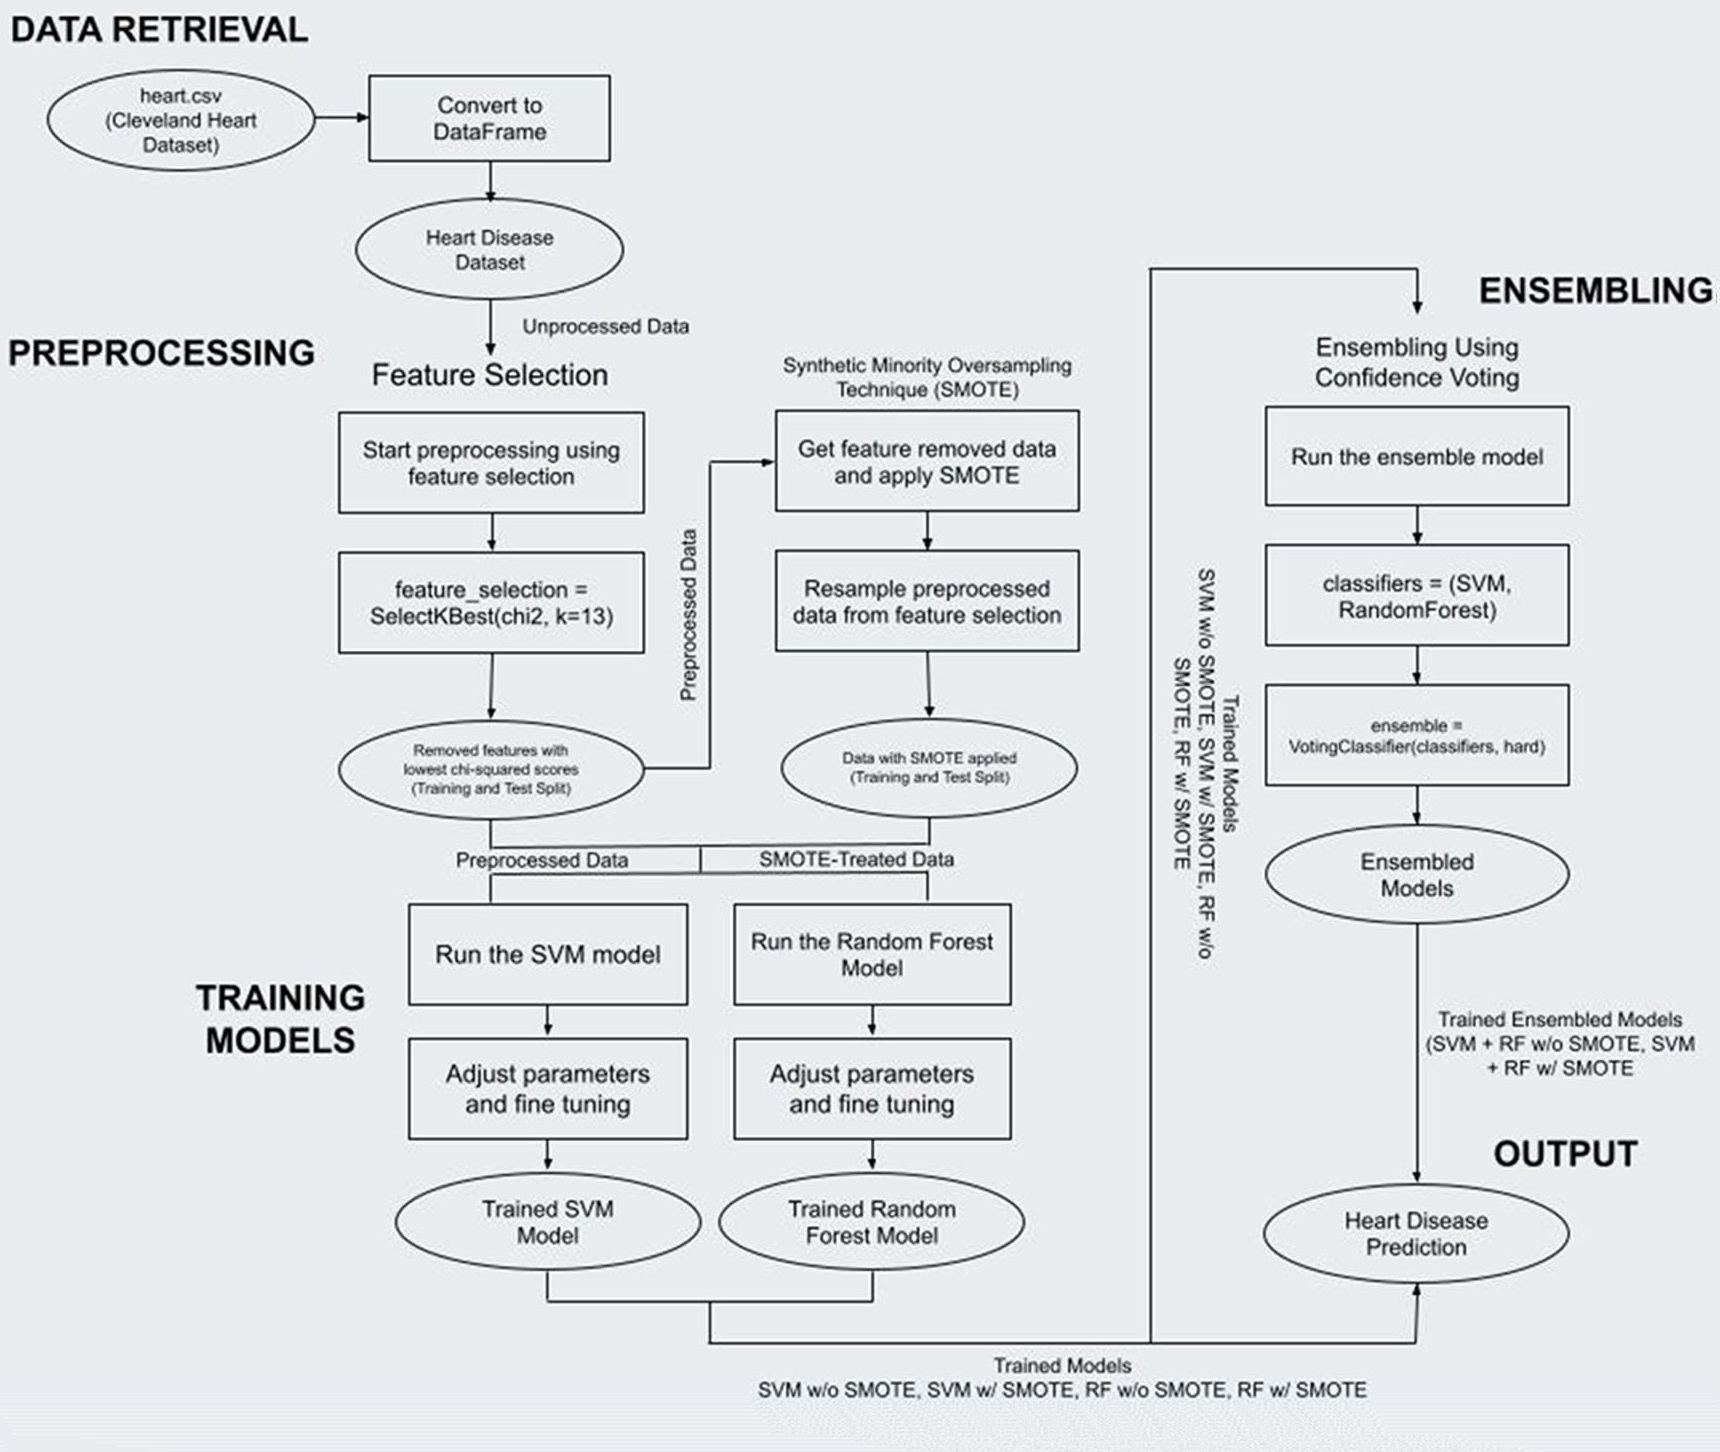 DATA RETRIEVAL
heart.csv
(Cleveland Heart
Dataset)
Convert to
DataFrame
Heart Disease
Dataset
Unprocessed Data
PREPROCESSING
Feature Selection
Start preprocessing using
feature selection
feature_selection =
SelectKBest(chi2, k=13)
Removed features with
lowest chi-squared scores
(Training and Test Split)
Preprocessed Data
Synthetic Minority Oversampling
Technique (SMOTE)
Get feature removed data
and apply SMOTE
Resample preprocessed
data from feature selection
Data with SMOTE applied
(Training and Test Split)
Preprocessed Data
SMOTE-Treated Data
TRAINING
MODELS
Run the SVM model
Adjust parameters
and fine tuning
Trained SVM
Model
Run the Random Forest
Model
Adjust parameters
and fine tuning
Trained Random
Forest Model
Trained Models
SVM w/o SMOTE, SVM w/ SMOTE, RF w/o SMOTE, RF w/ SMOTE
Trained Models
SVM w/o SMOTE, SVM w/ SMOTE, RF w/o
SMOTE, RF w/ SMOTE
ENSEMBLING
Ensembling Using
Confidence Voting
Run the ensemble model
classifiers = (SVM,
RandomForest)
ensemble =
VotingClassifier(classifiers, hard)
Ensembled
Models
Trained Ensembled Models
(SVM + RF w/o SMOTE, SVM
+ RF w/ SMOTE
OUTPUT
Heart Disease
Prediction